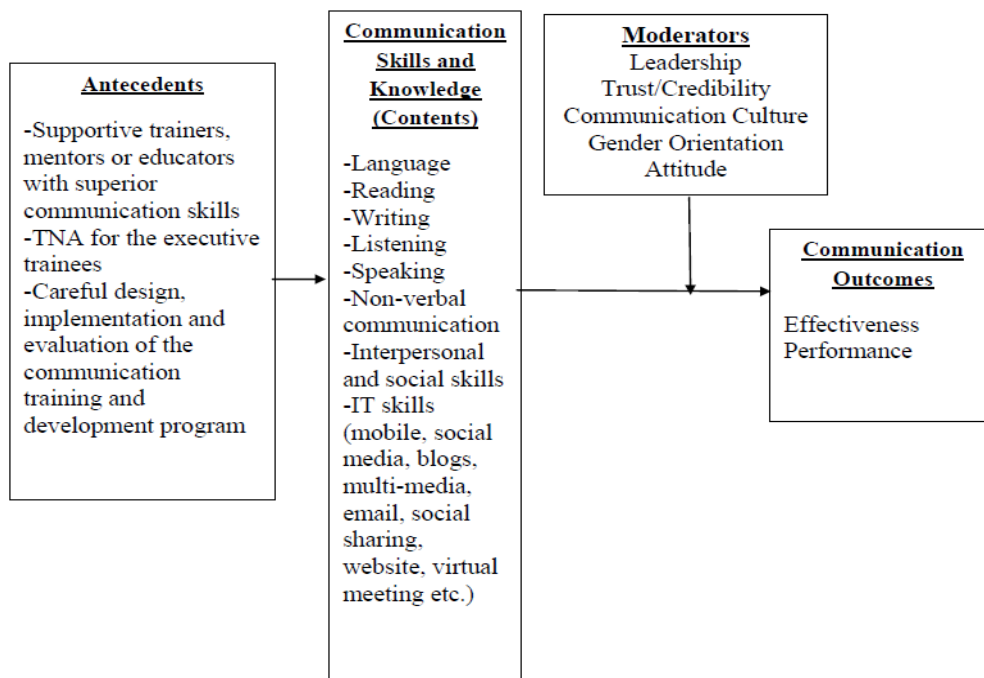 Antecedents
-Supportive trainers,
mentors or educators
with superior
communication skills
-TNA for the executive
trainees
-Careful design,
implementation and
evaluation of the
communication
training and
development program
Communication
Skills and
Knowledge
(Contents)
-Language
-Reading
-Writing
-Listening
-Speaking
-Non-verbal
communication
-Interpersonal
and social skills
-IT skills
(mobile, social
media, blogs,
multi-media,
email, social
sharing,
website, virtual
meeting etc.)
Moderators
Leadership
Trust/Credibility
Communication Culture
Gender Orientation
Attitude
Communication
Outcomes
Effectiveness
Performance